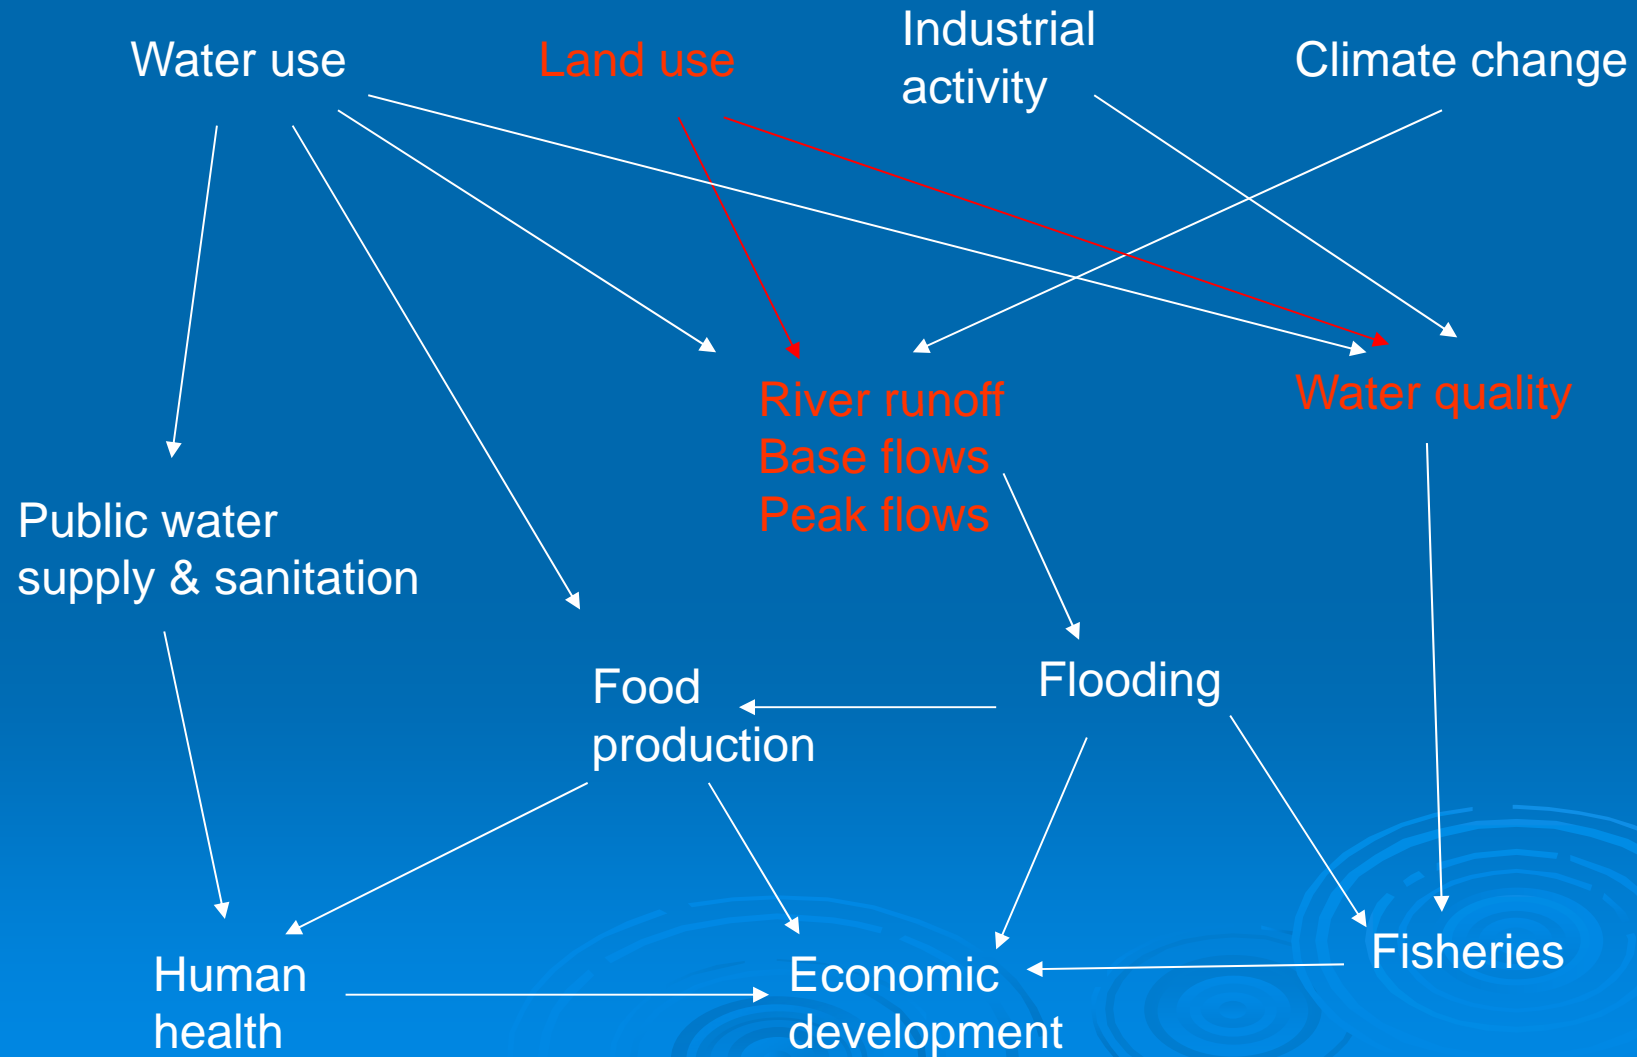 Water use
Land use
Industrial
activity
Climate change
River runoff
Base flows
Peak flows
Water quality
Public water
supply & sanitation
Food
production
Flooding
Human
health
Economic
development
Fisheries